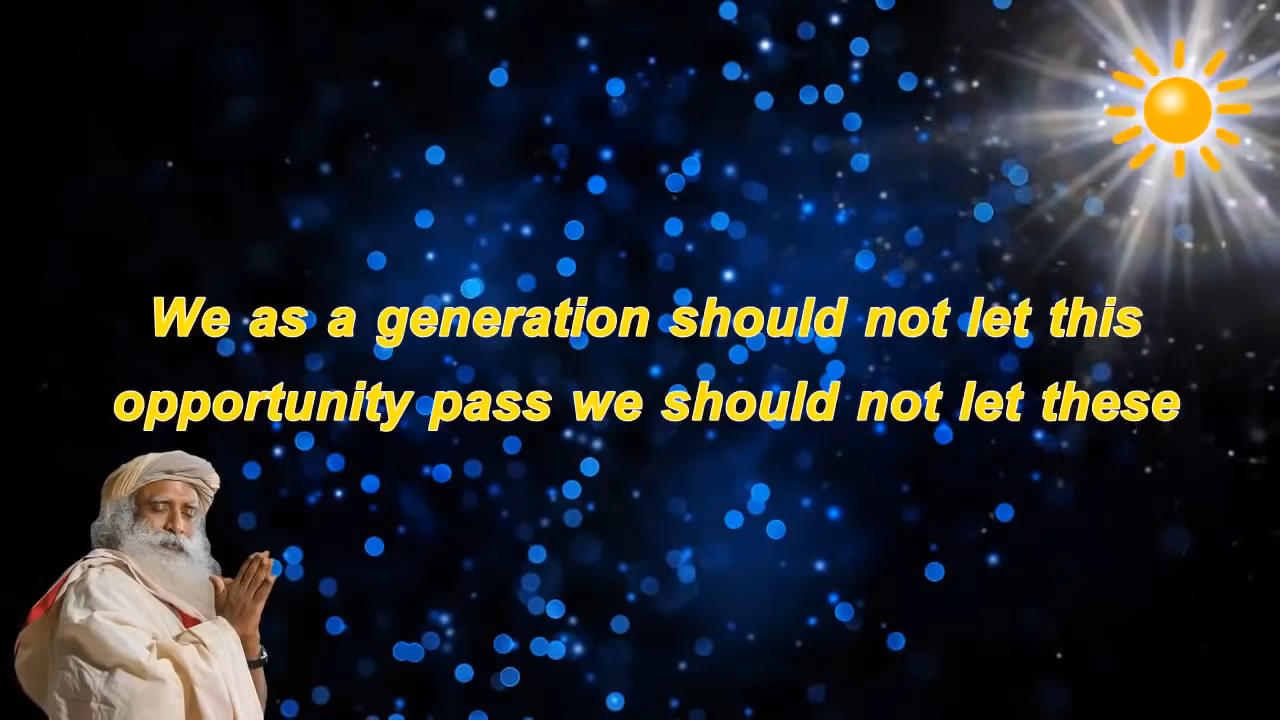 We as a generation should not let this
opportunity pass we should not let these